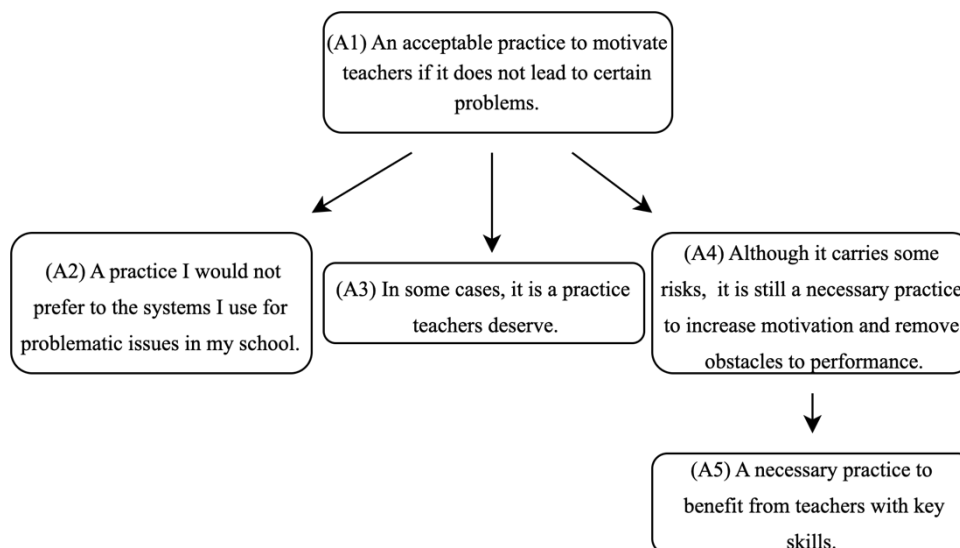 (A1) An acceptable practice to motivate
teachers if it does not lead to certain
problems.
(A2) A practice I would not
prefer to the systems I use for
problematic issues in my school.
(A3) In some cases, it is a practice
teachers deserve.
(A4) Although it carries some
risks, it is still a necessary practice
to increase motivation and remove
obstacles to performance.
(A5) A necessary practice to
benefit from teachers with key
skills.